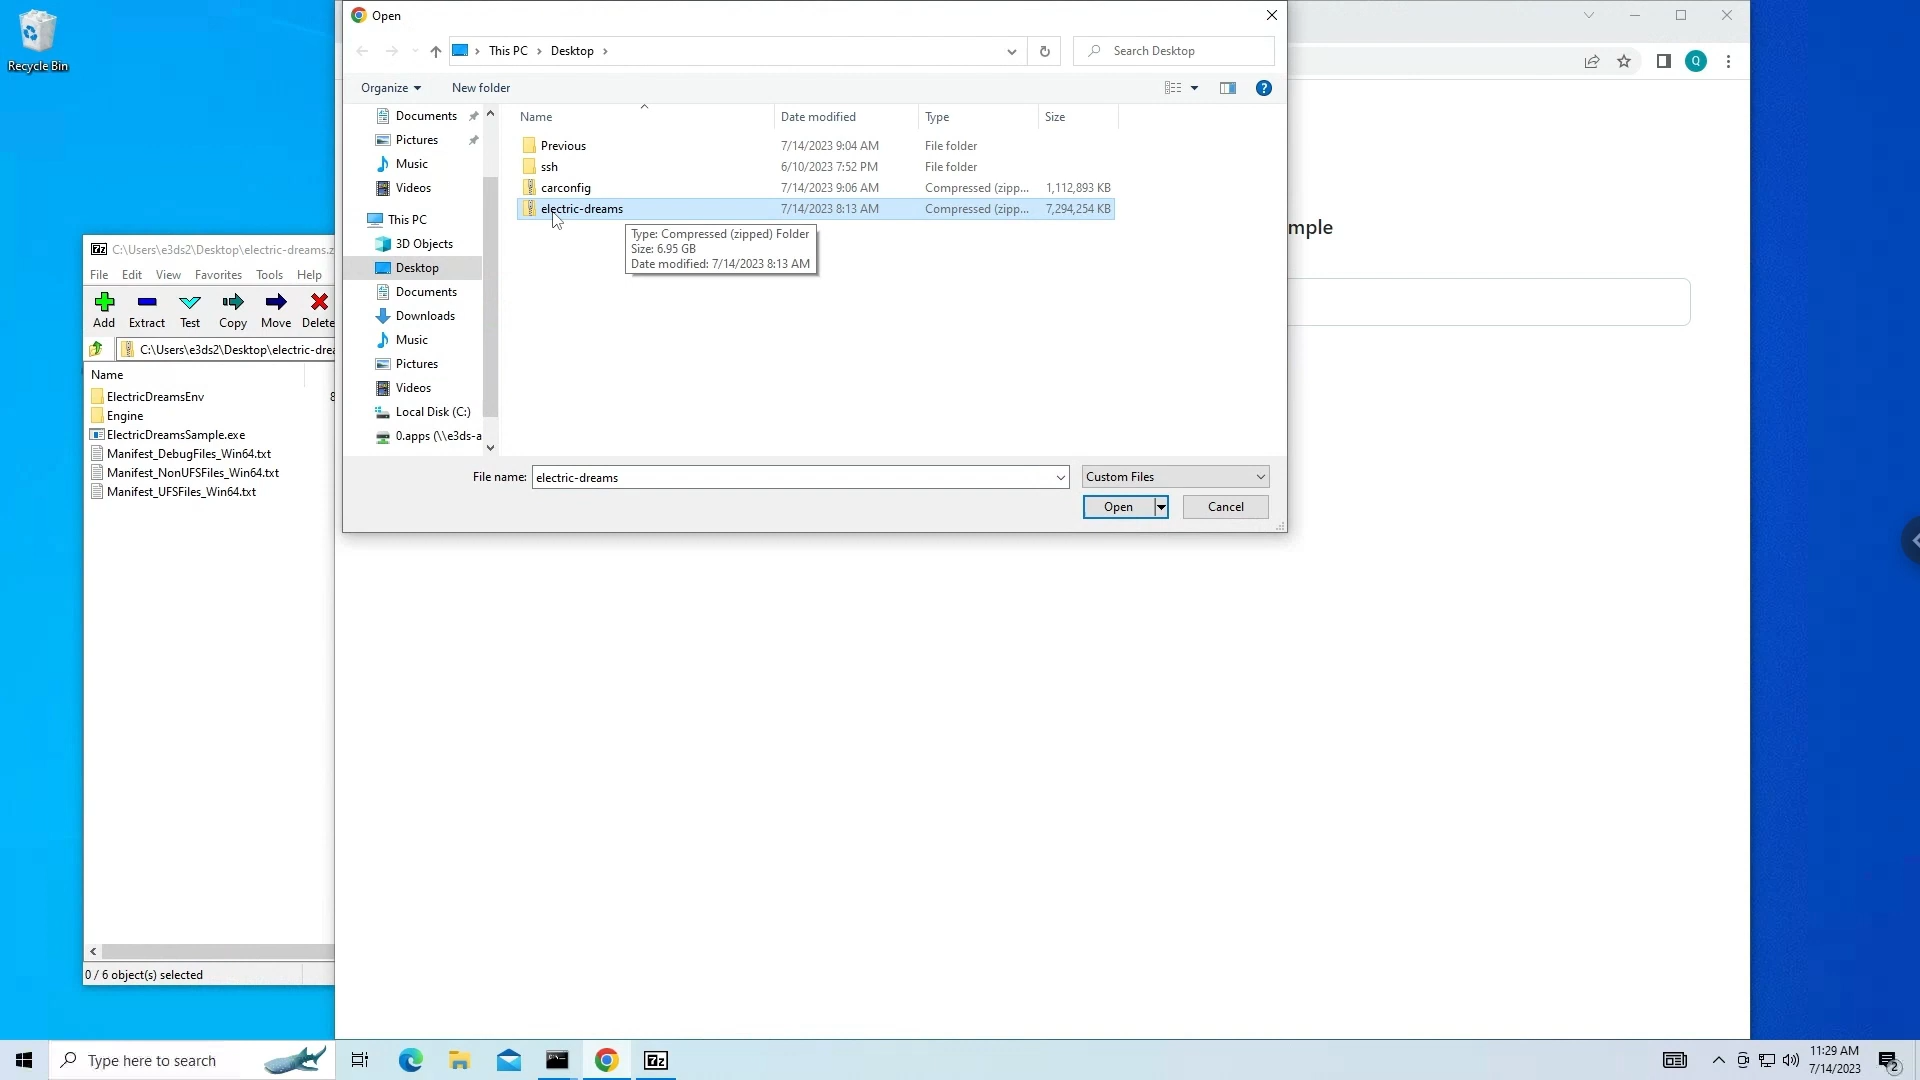 Recycle Bin
Open
This PC
Desktop
Search Desktop
Organize
New folder
Name
Date modified
Type
Size
Documents
Pictures
Music
Videos
This PC
3D Objects
Desktop
Documents
Downloads
Music
Pictures
Videos
Local Disk (C:)
0.apps (\\e3ds-a
Previous 7/14/2023 9:04 AM File folder
ssh 6/10/2023 7:52 PM File folder
carconfig 7/14/2023 9:06 AM Compressed (zipp... 1,112,893 KB
electric-dreams 7/14/2023 8:13 AM Compressed (zipp... 7,294,254 KB
Type: Compressed (zipped) Folder
Size: 6.95 GB
Date modified: 7/14/2023 8:13 AM
File name:
electric-dreams
Custom Files
Open
Cancel
Q
mple
7z C:\Users\e3ds2\Desktop\electric-dreams.z
File Edit View Favorites Tools Help
Add Extract Test Copy Move Delete
C:\Users\e3ds2\Desktop\electric-drea
Name
ElectricDreamsEnv 8
Engine
ElectricDreamsSample.exe
Manifest_DebugFiles_Win64.txt
Manifest_NonUFSFiles_Win64.txt
Manifest_UFSFiles_Win64.txt
0 / 6 object(s) selected
Type here to search
7z
11:29 AM
7/14/2023
2